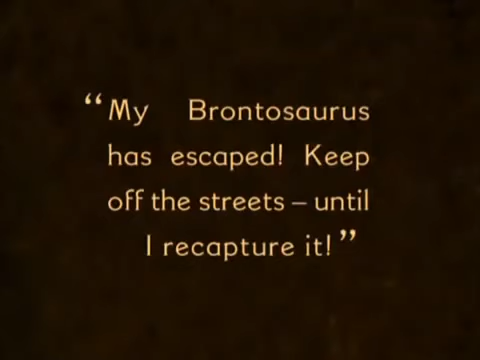 “My Brontosaurus
has escaped! Keep
off the streets – until
I recapture it!”